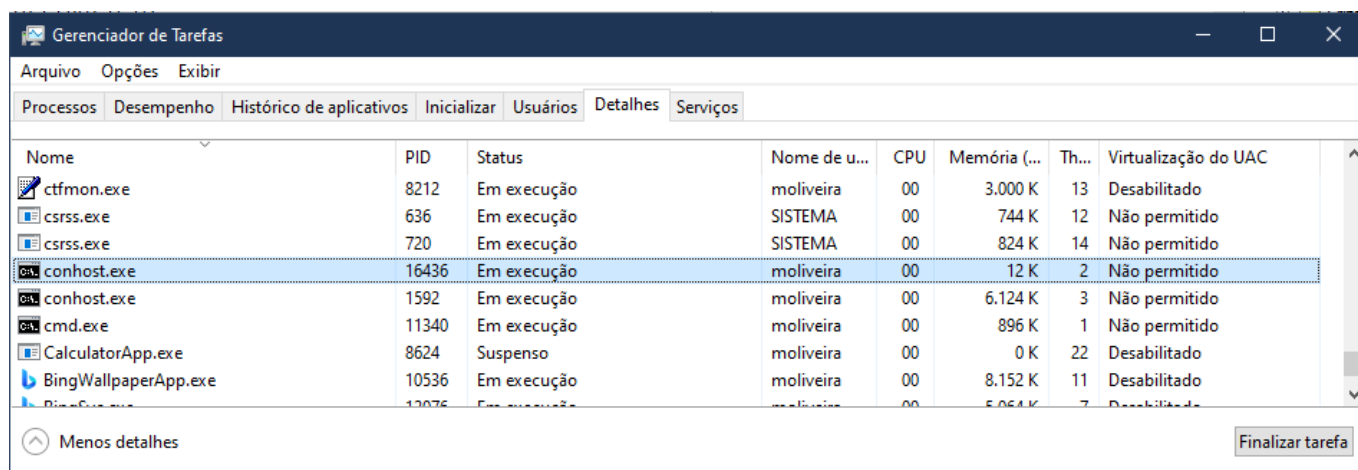 Gerenciador de Tarefas
Arquivo Opções Exibir
Processos Desempenho Histórico de aplicativos Inicializar Usuários Detalhes Serviços
Nome PID Status Nome de u... CPU Memória (... Th... Virtualização do UAC
ctfmon.exe 8212 Em execução moliveira 00 3.000 K 13 Desabilitado
csrss.exe 636 Em execução SISTEMA 00 744 K 12 Não permitido
csrss.exe 720 Em execução SISTEMA 00 824 K 14 Não permitido
conhost.exe 16436 Em execução moliveira 00 12 K 2 Não permitido
conhost.exe 1592 Em execução moliveira 00 6.124 K 3 Não permitido
cmd.exe 11340 Em execução moliveira 00 896 K 1 Não permitido
CalculatorApp.exe 8624 Suspenso moliveira 00 0 K 22 Desabilitado
BingWallpaperApp.exe 10536 Em execução moliveira 00 8.152 K 11 Desabilitado
Em execução moliveira 00 7 Desabilitado
Menos detalhes Finalizar tarefa